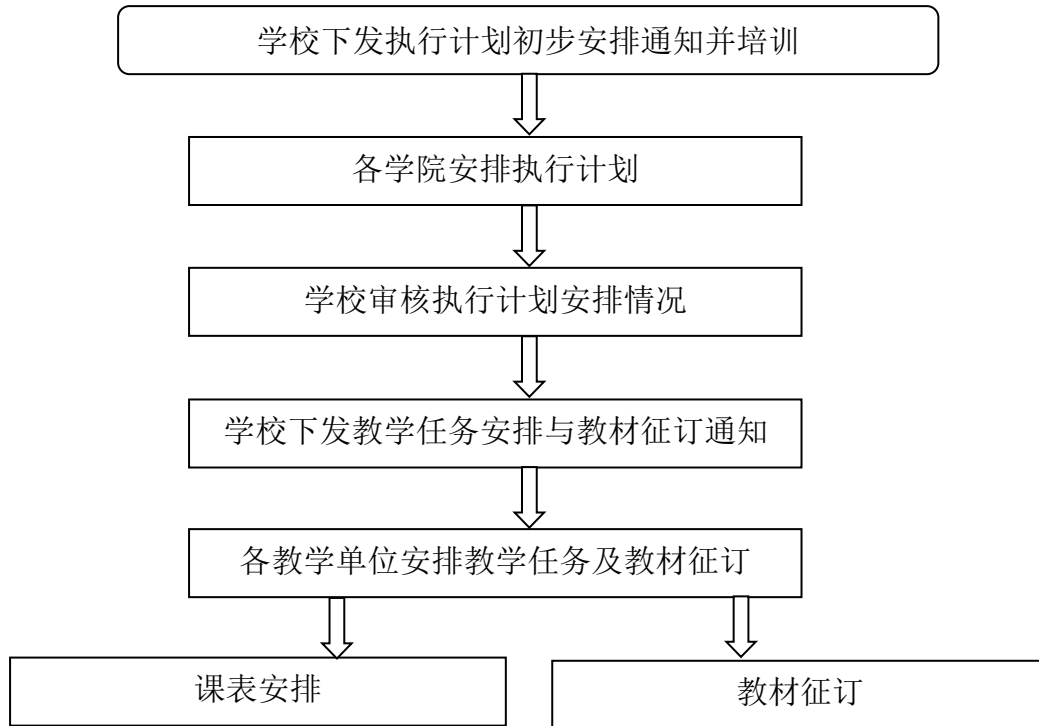 学校下发执行计划初步安排通知并培训
各学院安排执行计划
学校审核执行计划安排情况
学校下发教学任务安排与教材征订通知
各教学单位安排教学任务及教材征订
课表安排
教材征订